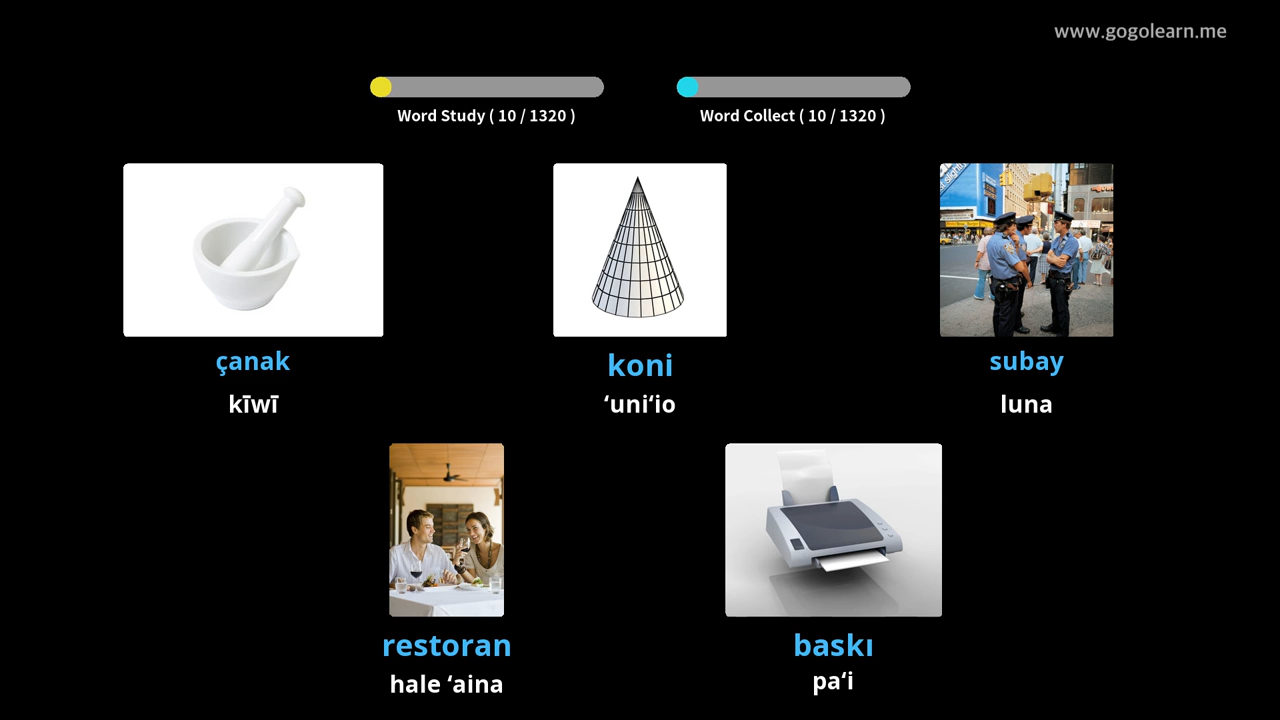 www.gogolearn.me
Word Study ( 10 / 1320 )
Word Collect ( 10 / 1320 )
çanak
kīwī
koni
ʻuniʻio
subay
luna
restoran
hale ʻaina
baskı
paʻi